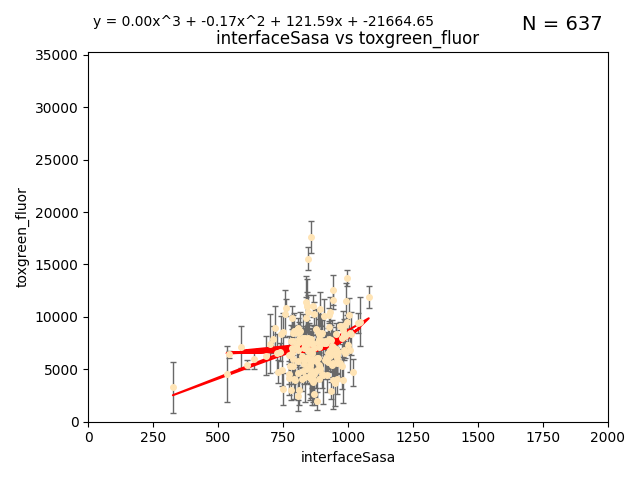 y = 0.00x^3 + -0.17x^2 + 121.59x + -21664.65
N = 637
interfaceSasa vs toxgreen_fluor
35000
30000
25000
20000
15000
10000
5000
0
toxgreen_fluor
0 250 500 750 1000 1250 1500 1750 2000
interfaceSasa